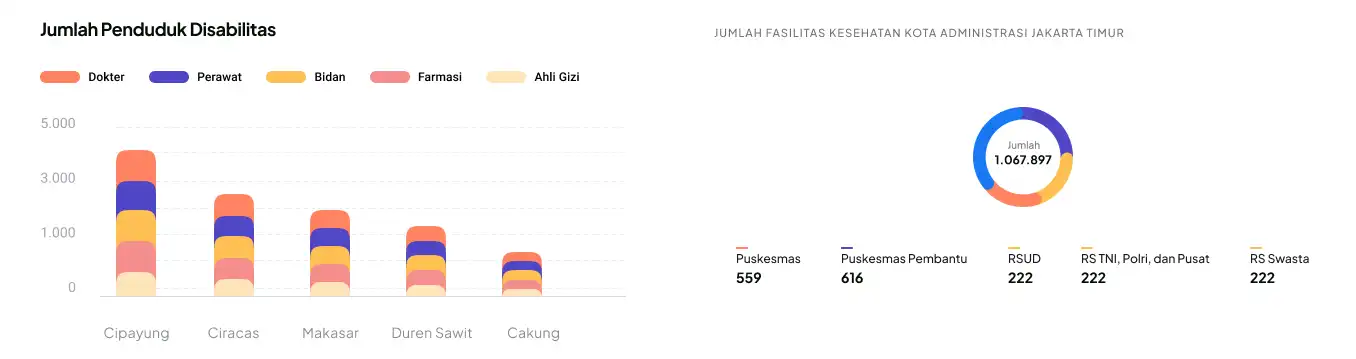 Jumlah Penduduk Disabilitas
Dokter Perawat Bidan Farmasi Ahli Gizi
5.000
3.000
1.000
0
Cipayung Ciracas Makasar Duren Sawit Cakung
JUMLAH FASILITAS KESEHATAN KOTA ADMINISTRASI JAKARTA TIMUR
Jumlah
1.067.897
Puskesmas Puskesmas Pembantu RSUD RS TNI, Polri, dan Pusat RS Swasta
559 616 222 222 222